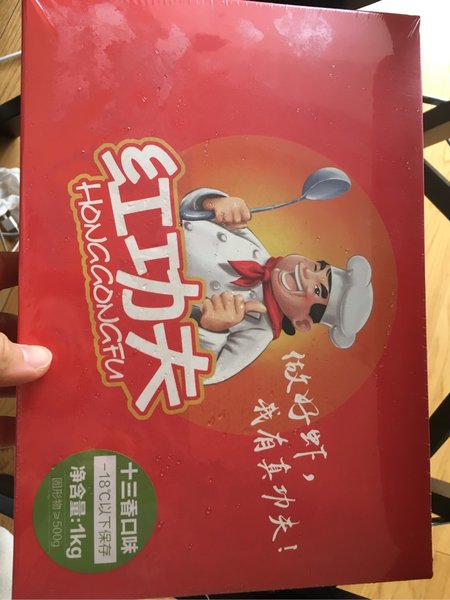 红功夫
HONGGONGFU
做好虾，
我有真功夫！
十三香口味
-18℃以下保存
净含量:1kg
固形物≥500g